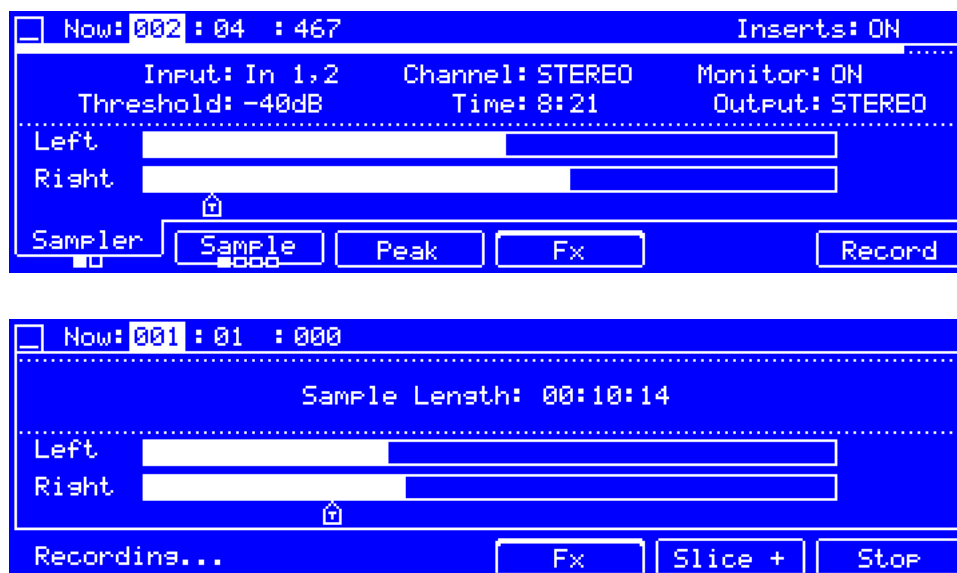 Now: 002 : 04 : 467 Inserts: ON
Input: In 1,2 Channel: STEREO Monitor: ON
Threshold: -40dB Time: 8:21 Output: STEREO
Left
Right
T
Sampler Sample Peak Fx Record
Now: 001 : 01 : 000
Sample Length: 00:10:14
Left
Right
T
Recording... Fx Slice + Stop